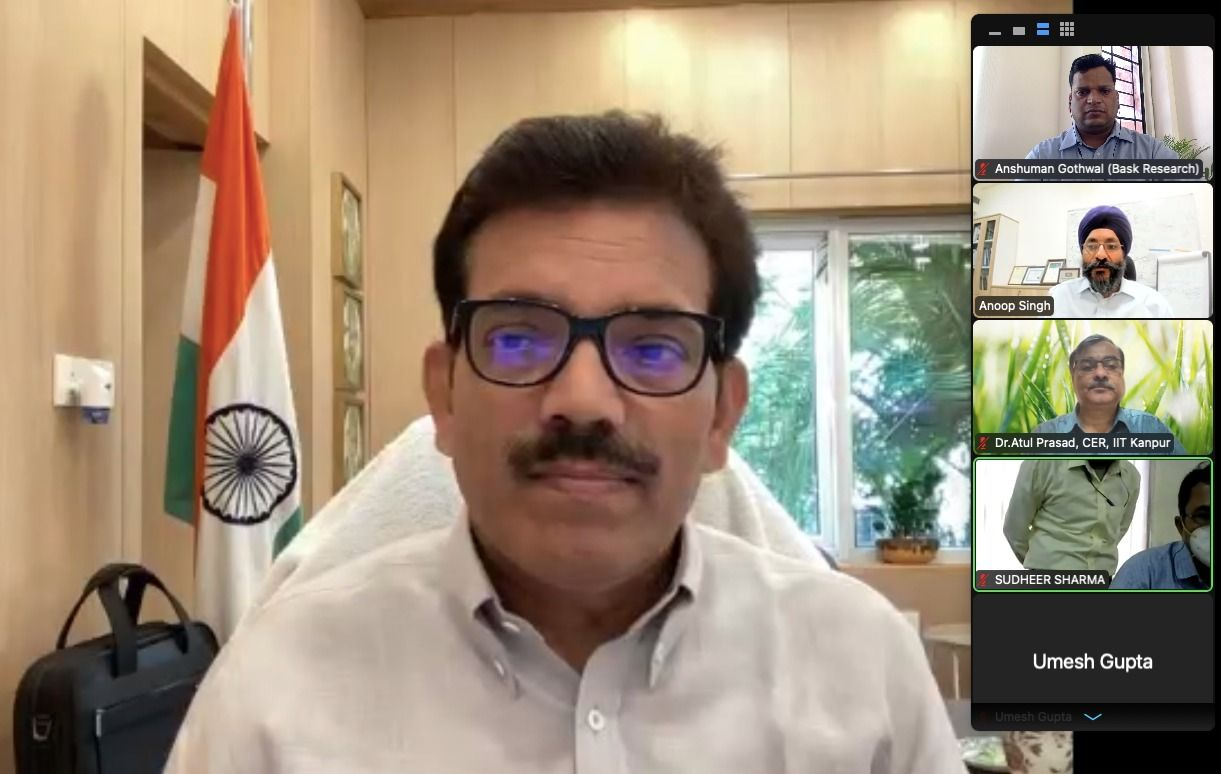 Anshuman Gothwal (Bask Research)
Anoop Singh
Dr.Atul Prasad, CER, IIT Kanpur
SUDHEER SHARMA
Umesh Gupta
Umesh Gupta